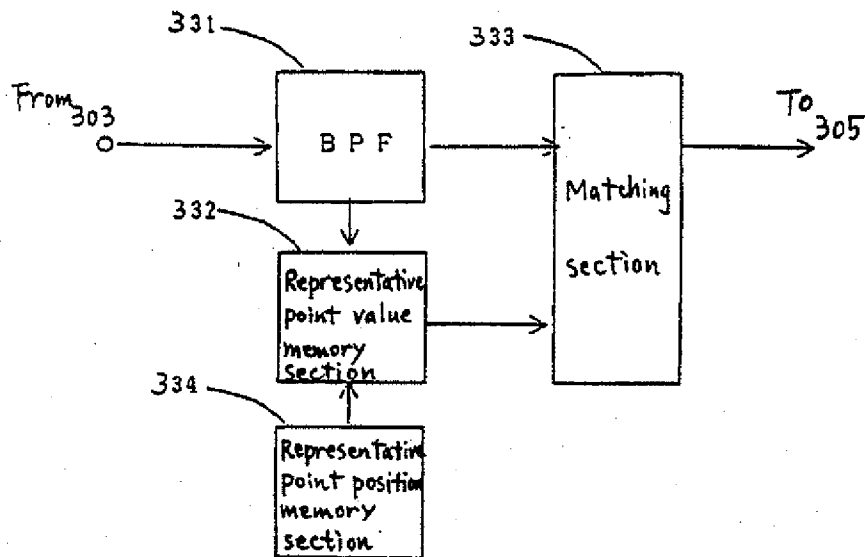 331
333
From 303
To 305
B P F
Matching
section
332
Representative
point value
memory
section
334
Representative
point position
memory
section